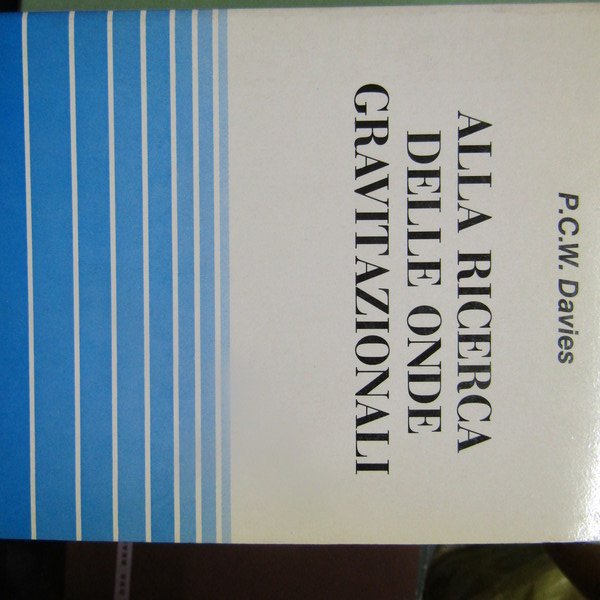 P.C.W. Davies
ALLA RICERCA
DELLE ONDE
GRAVITAZIONALI